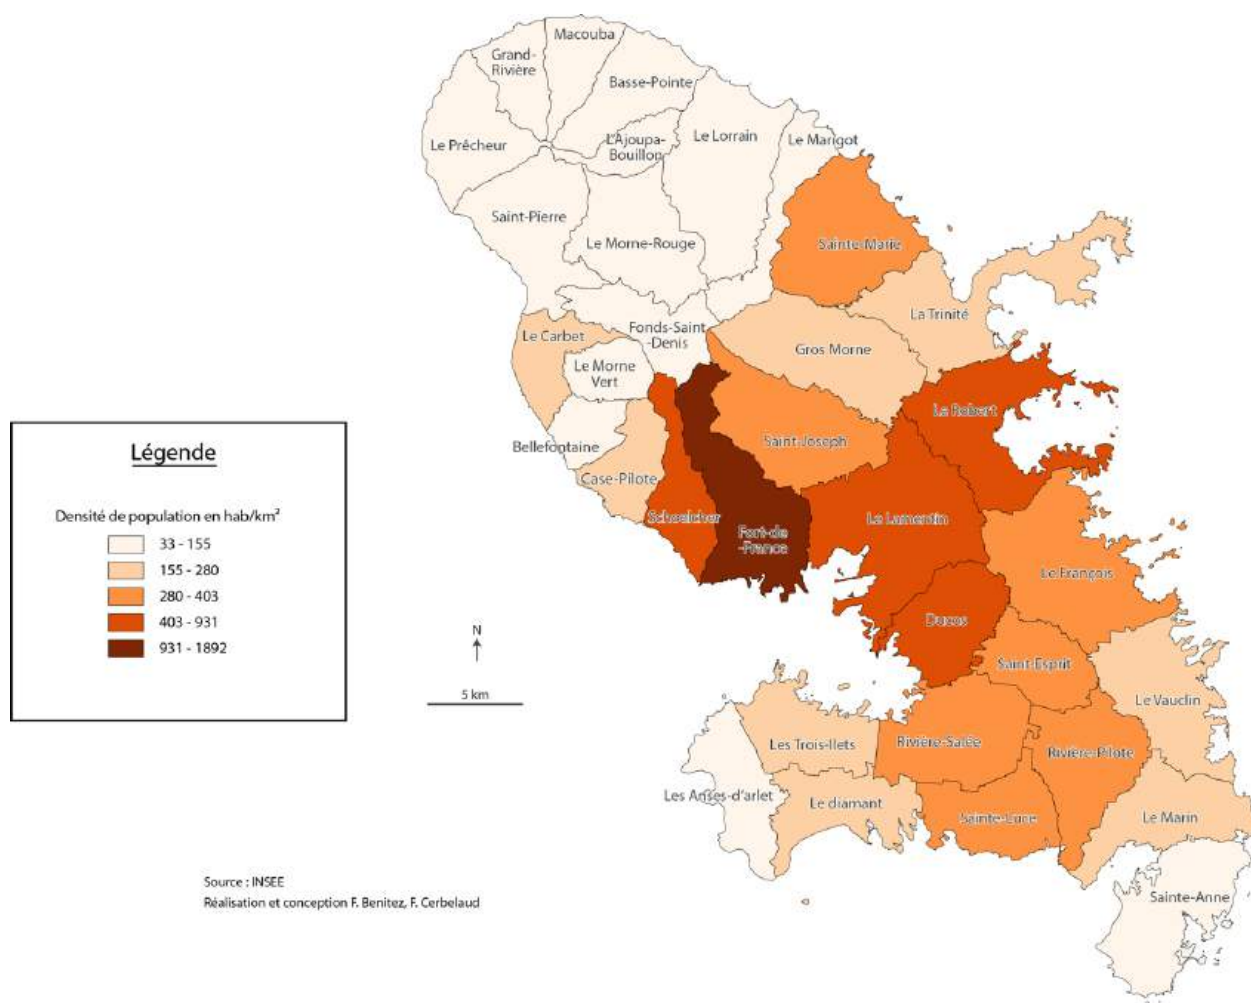 Macouba
Grand-
Rivière
Basse-Pointe
Le Lorrain
Le Marigot
Le Prêcheur
L'Ajoupa-
Bouillon
Saint-Pierre
Le Morne-Rouge
Sainte-Marie
La Trinité
Fonds-Saint
-Denis
Le Carbet
Gros Morne
Le Morne
Vert
Le Robert
Bellefontaine
Saint-Joseph
Case-Pilote
Schoelcher
Fort-de
-France
Le Lamentin
Le François
Ducos
Saint-Esprit
Le Vauclin
Les Trois-Ilets
Rivière-Salée
Rivière-Pilote
Les Anses-d'arlet
Le diamant
Sainte-Luce
Le Marin
Sainte-Anne
Légende
Densité de population en hab/km²
33 - 155
155 - 280
280 - 403
403 - 931
931 - 1892
N
5 km
Source : INSEE
Réalisation et conception F. Benitez, F. Cerbelaud